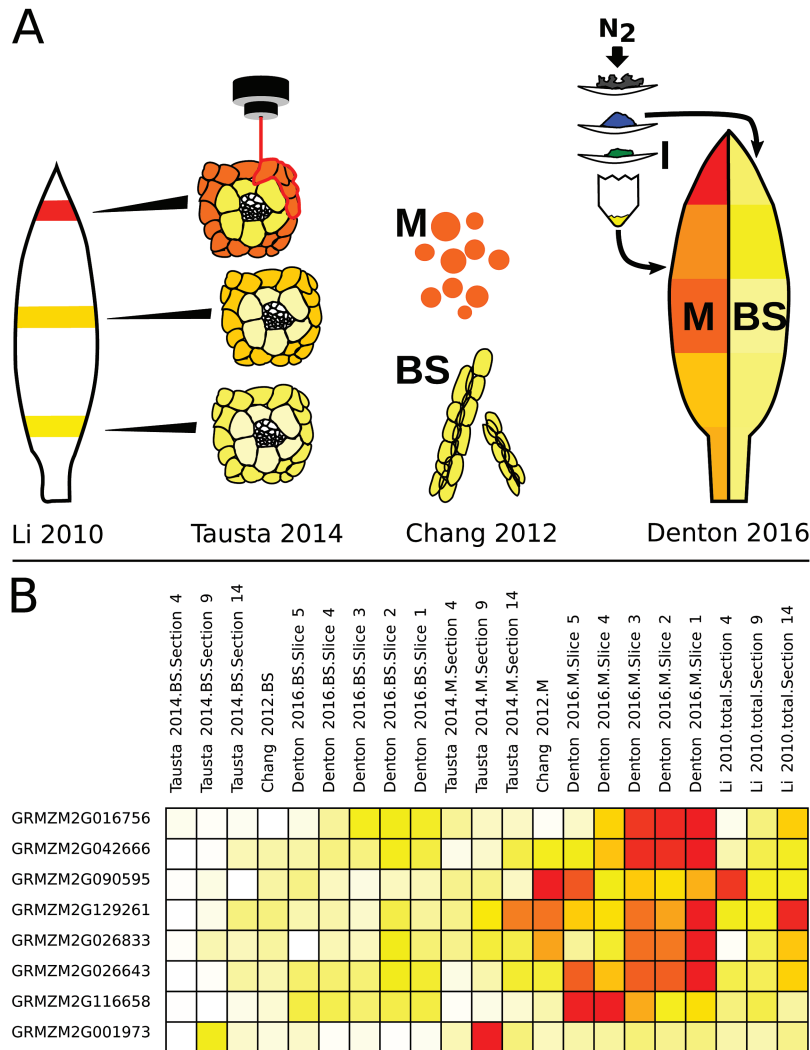 A
N2
I
M
BS
M BS
Li 2010 Tausta 2014 Chang 2012 Denton 2016
B
Tausta 2014.BS.Section 4
Tausta 2014.BS.Section 9
Tausta 2014.BS.Section 14
Chang 2012.BS
Denton 2016.BS.Slice 5
Denton 2016.BS.Slice 4
Denton 2016.BS.Slice 3
Denton 2016.BS.Slice 2
Denton 2016.BS.Slice 1
Tausta 2014.M.Section 4
Tausta 2014.M.Section 9
Tausta 2014.M.Section 14
Chang 2012.M
Denton 2016.M.Slice 5
Denton 2016.M.Slice 4
Denton 2016.M.Slice 3
Denton 2016.M.Slice 2
Denton 2016.M.Slice 1
Li 2010.total.Section 4
Li 2010.total.Section 9
Li 2010.total.Section 14
GRMZM2G016756
GRMZM2G042666
GRMZM2G090595
GRMZM2G129261
GRMZM2G026833
GRMZM2G026643
GRMZM2G116658
GRMZM2G001973